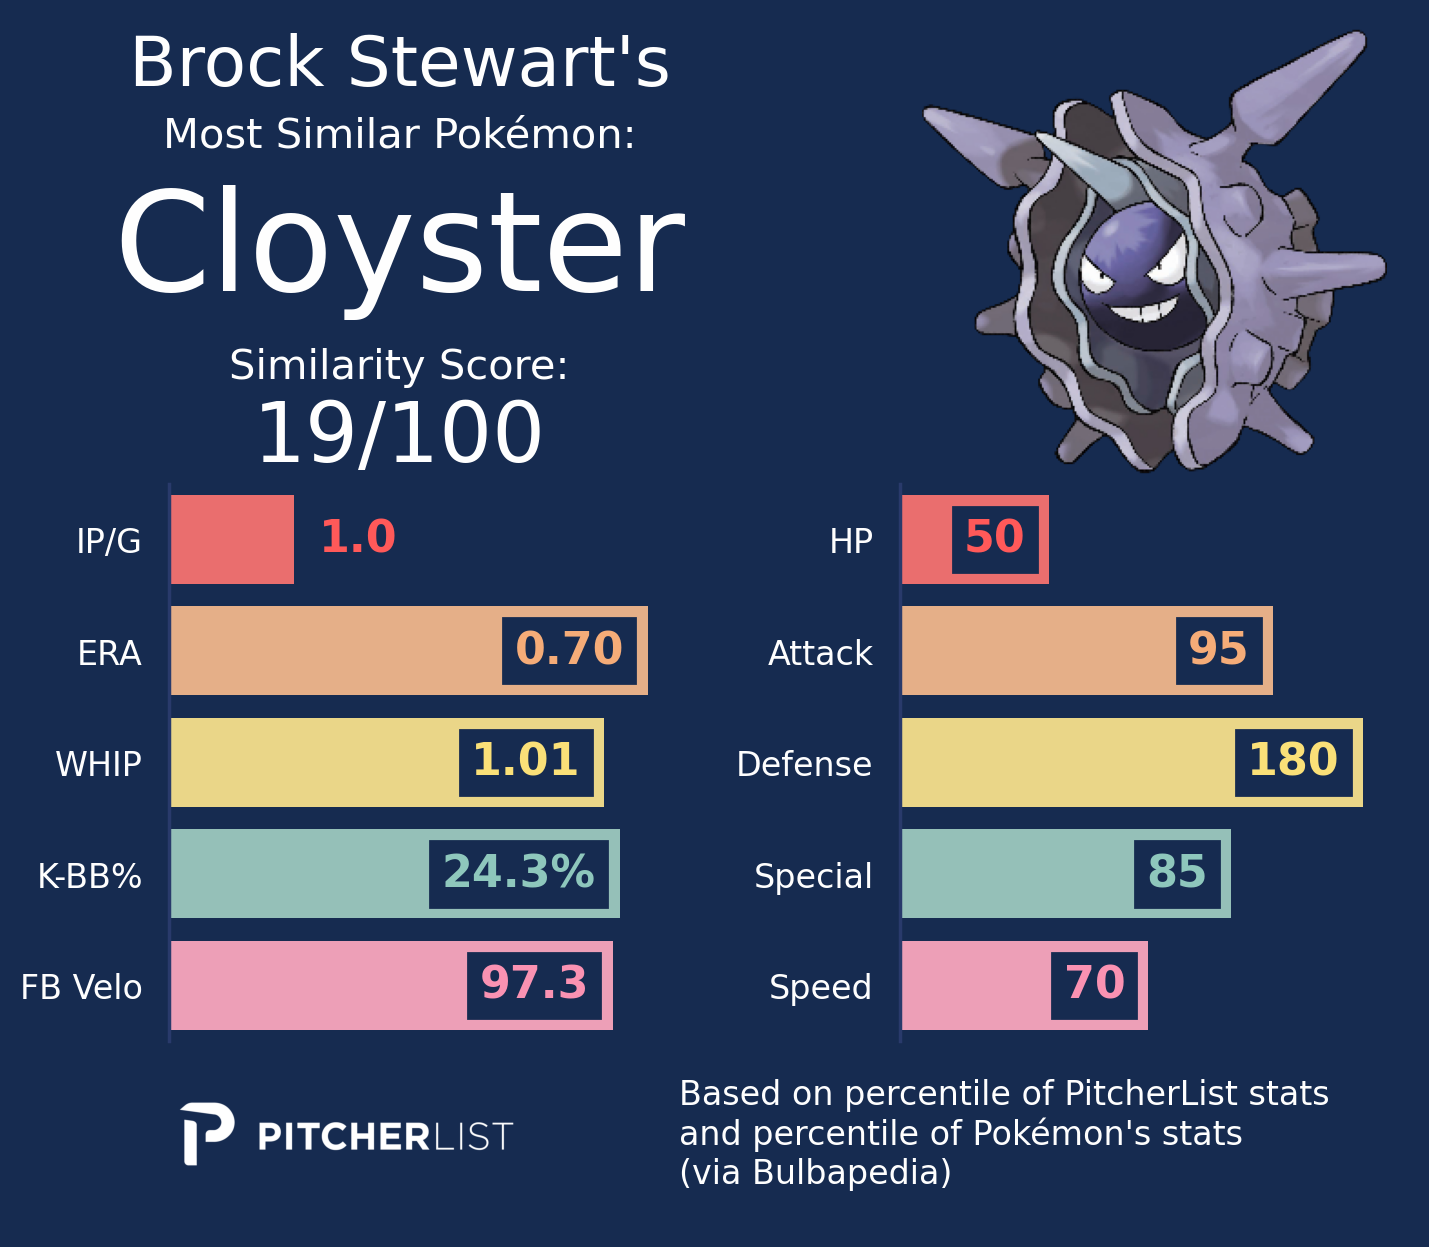 Brock Stewart's
Most Similar Pokémon:
Cloyster
Similarity Score:
19/100
IP/G 1.0
ERA 0.70
WHIP 1.01
K-BB% 24.3%
FB Velo 97.3
HP 50
Attack 95
Defense 180
Special 85
Speed 70
PITCHERLIST
Based on percentile of PitcherList stats
and percentile of Pokémon's stats
(via Bulbapedia)